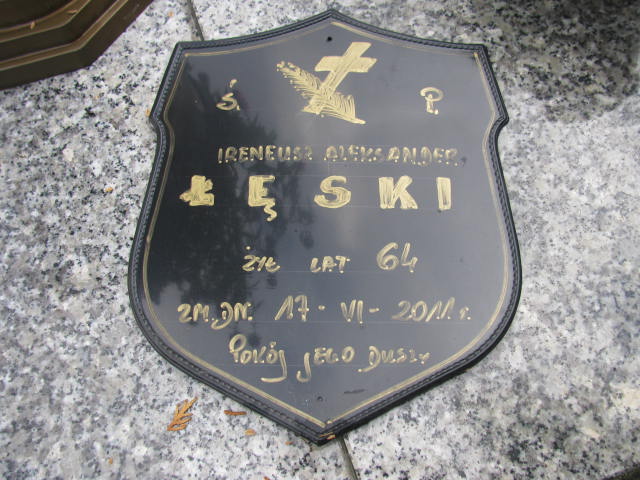 Ś. P.
IRENEUSZ ALEKSANDER
ŁĘSKI
ŻYŁ LAT 64
ZM. DN. 17-VI-2011 r.
POKÓJ JEGO DUSZY